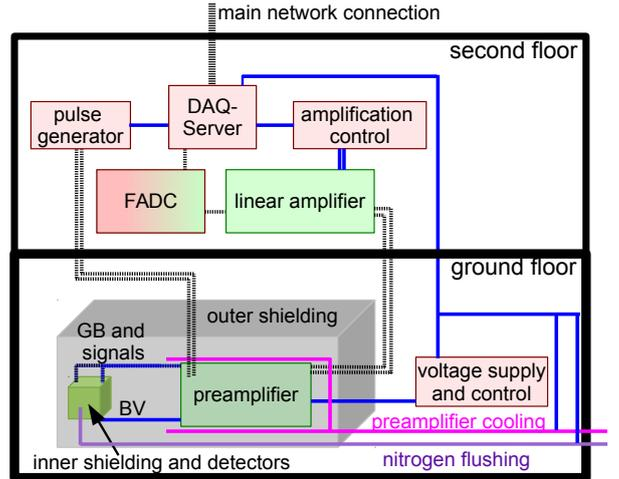 main network connection
second floor
pulse
generator
DAQ-
Server
amplification
control
FADC
linear amplifier
ground floor
outer shielding
GB and
signals
preamplifier
voltage supply
and control
BV
preamplifier cooling
inner shielding and detectors
nitrogen flushing